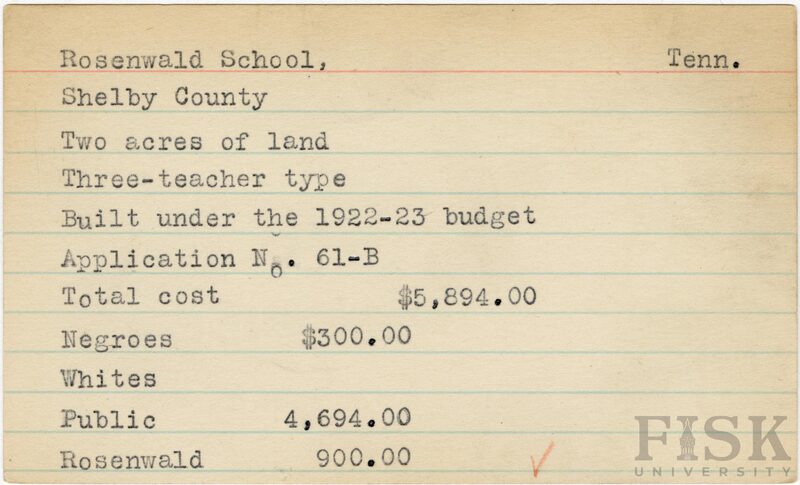 Rosenwald School, Tenn.
Shelby County
Two acres of land
Three-teacher type
Built under the 1922-23 budget
Application No. 61-B
Total cost $5,894.00
Negroes $300.00
Whites
Public 4,694.00
Rosenwald 900.00
FISK
UNIVERSITY